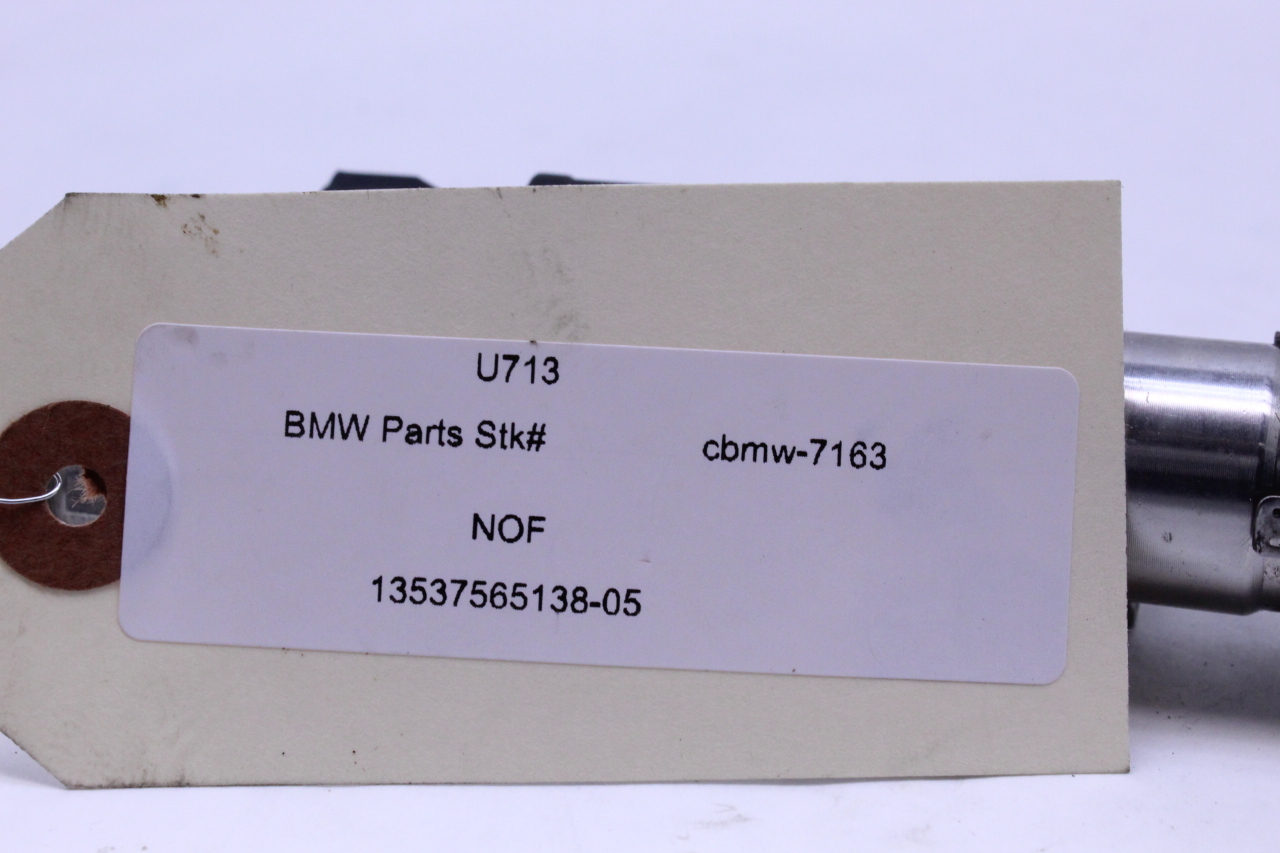 U713
BMW Parts Stk# cbmw-7163
NOF
13537565138-05